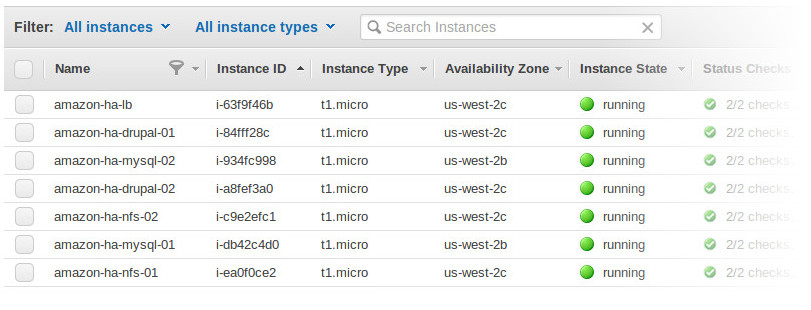 Filter: All instances All instance types Search Instances
Name Instance ID Instance Type Availability Zone Instance State Status Checks
amazon-ha-lb i-63f9f46b t1.micro us-west-2c running 2/2 checks...
amazon-ha-drupal-01 i-84fff28c t1.micro us-west-2c running 2/2 checks...
amazon-ha-mysql-02 i-934fc998 t1.micro us-west-2b running 2/2 checks...
amazon-ha-drupal-02 i-a8fef3a0 t1.micro us-west-2c running 2/2 checks...
amazon-ha-nfs-02 i-c9e2efc1 t1.micro us-west-2c running 2/2 checks...
amazon-ha-mysql-01 i-db42c4d0 t1.micro us-west-2b running 2/2 checks...
amazon-ha-nfs-01 i-ea0f0ce2 t1.micro us-west-2c running 2/2 checks...